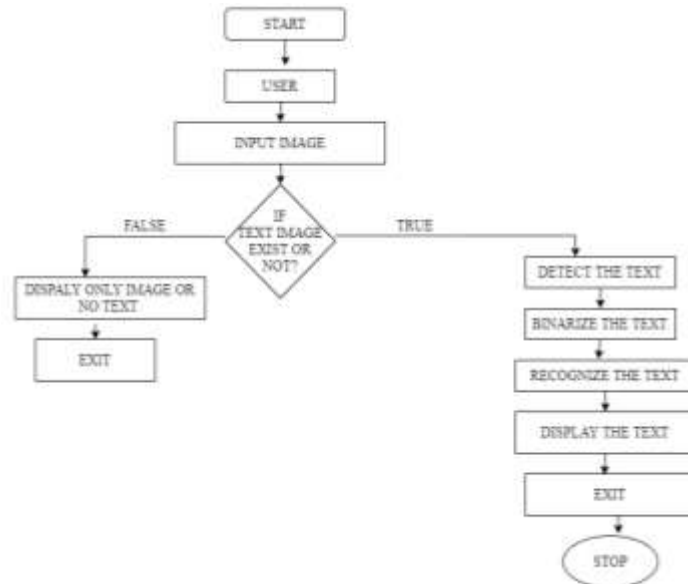 START
USER
INPUT IMAGE
IF
TEXT IMAGE
EXIST OR
NOT?
FALSE
TRUE
DISPALY ONLY IMAGE OR
NO TEXT
EXIT
DETECT THE TEXT
BINARIZE THE TEXT
RECOGNIZE THE TEXT
DISPLAY THE TEXT
EXIT
STOP